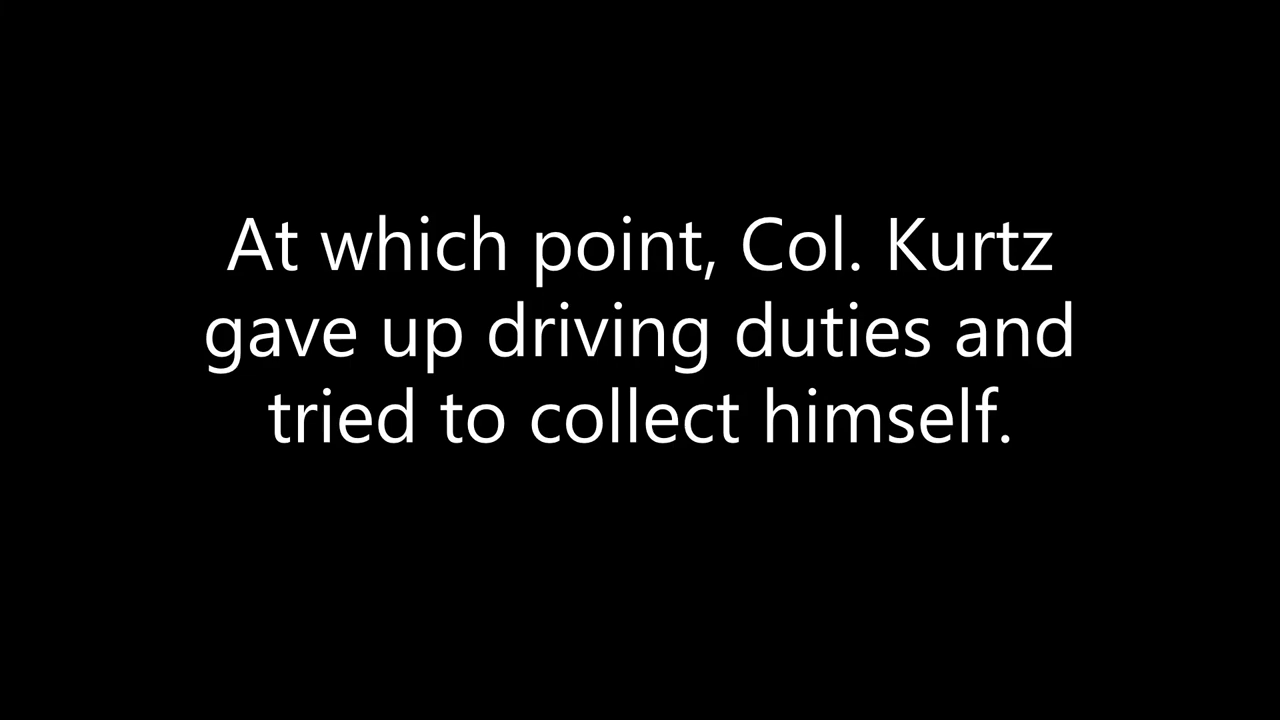 At which point, Col. Kurtz
gave up driving duties and
tried to collect himself.